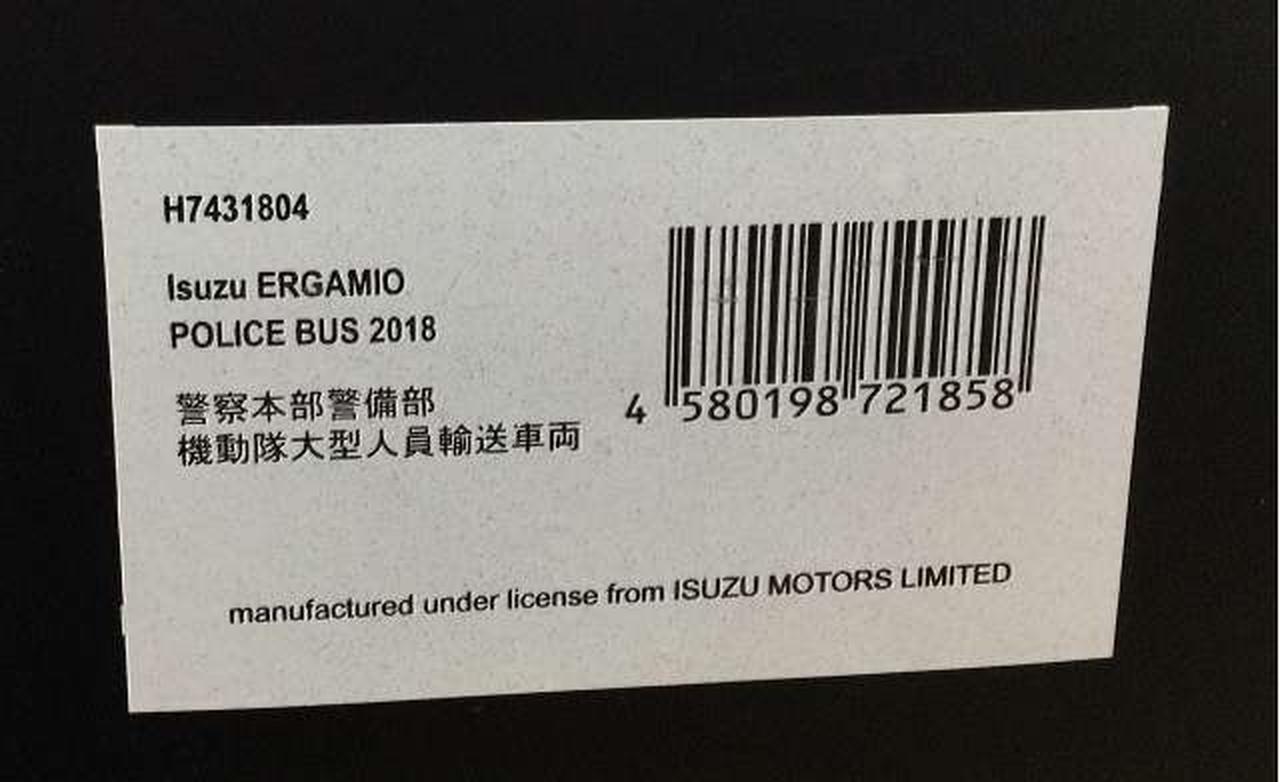 H7431804
Isuzu ERGAMIO
POLICE BUS 2018
警察本部警備部
機動隊大型人員輸送車両
4 580198 721858
manufactured under license from ISUZU MOTORS LIMITED